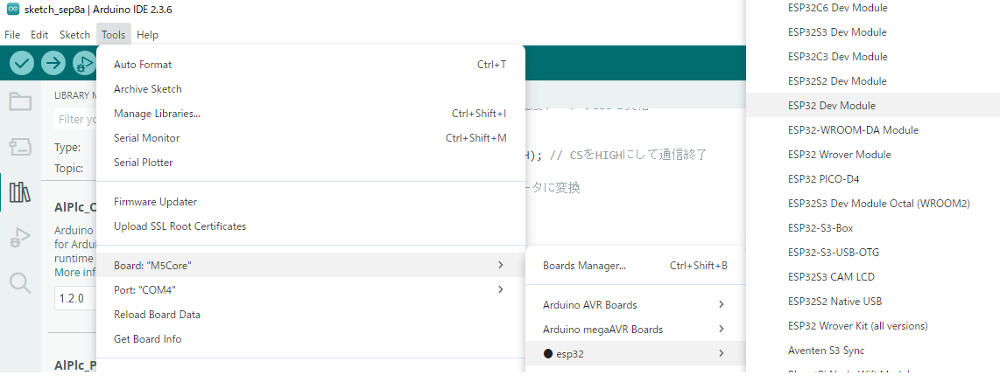 sketch_sep8a | Arduino IDE 2.3.6
File Edit Sketch Tools Help
LIBRARY M
Filter yo
Type:
Topic:
AlPlc_O
Arduino
for Ardu
runtime
More inf
1.2.0
AlPlc_P
Auto Format Ctrl+T
Archive Sketch
Manage Libraries... Ctrl+Shift+I
Serial Monitor Ctrl+Shift+M
Serial Plotter
Firmware Updater
Upload SSL Root Certificates
Board: "M5Core"
Port: "COM4"
Reload Board Data
Get Board Info
H); // CSをHIGHにして通信終了
ータに変換
Boards Manager... Ctrl+Shift+B
Arduino AVR Boards
Arduino megaAVR Boards
esp32
ESP32C6 Dev Module
ESP32S3 Dev Module
ESP32C3 Dev Module
ESP32S2 Dev Module
ESP32 Dev Module
ESP32-WROOM-DA Module
ESP32 Wrover Module
ESP32 PICO-D4
ESP32S3 Dev Module Octal (WROOM2)
ESP32-S3-Box
ESP32-S3-USB-OTG
ESP32S3 CAM LCD
ESP32S2 Native USB
ESP32 Wrover Kit (all versions)
Aventen S3 Sync